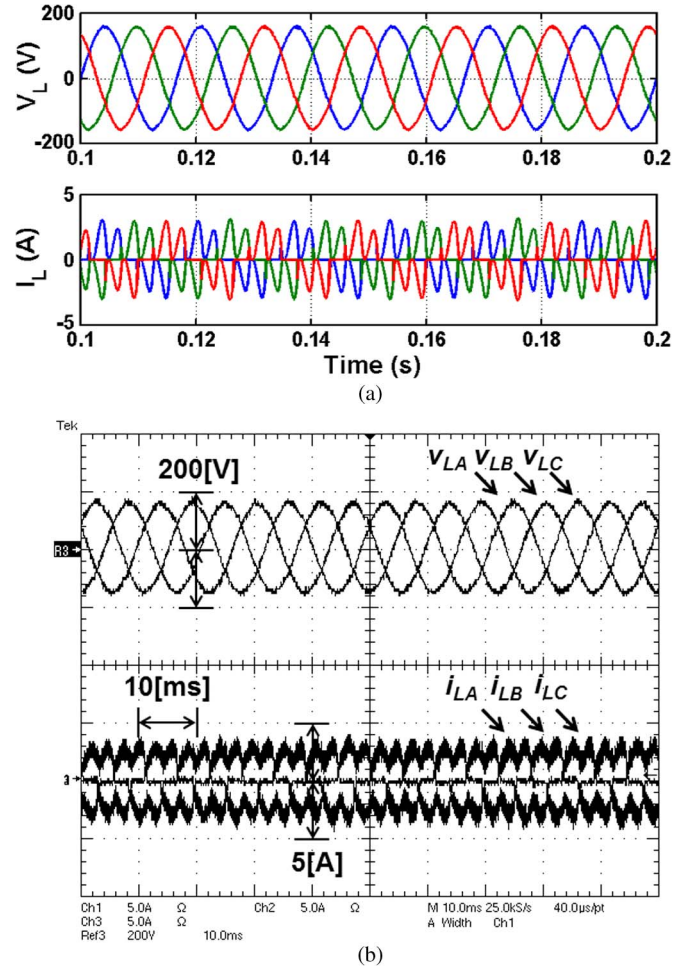 200
0
-200
V_L (V)
0.1 0.12 0.14 0.16 0.18 0.2
5
0
-5
I_L (A)
0.1 0.12 0.14 0.16 0.18 0.2
Time (s)
(a)
Tek
200[V]
v_LA v_LB v_LC
R3
10[ms]
i_LA i_LB i_LC
3
5[A]
Ch1 5.0A Ω Ch2 5.0A Ω M 10.0ms 25.0kS/s 40.0µs/pt
Ch3 5.0A Ω A Width Ch1
Ref3 200V 10.0ms
(b)